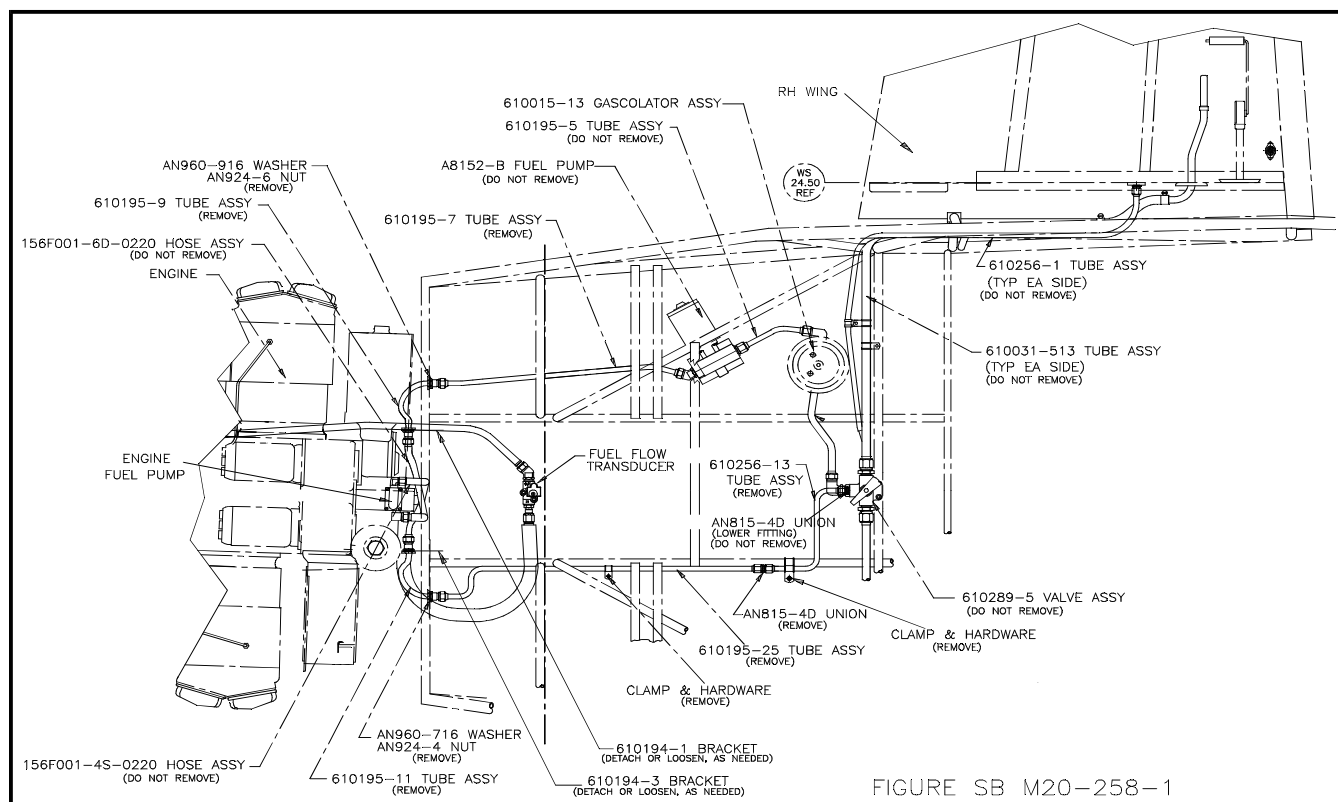 610015-13 GASCOLATOR ASSY
610195-5 TUBE ASSY
(DO NOT REMOVE)
RH WING
AN960-916 WASHER
AN924-6 NUT
(REMOVE)
A8152-B FUEL PUMP
(DO NOT REMOVE)
WS
24.50
REF
610195-9 TUBE ASSY
(REMOVE)
610195-7 TUBE ASSY
(REMOVE)
156F001-6D-0220 HOSE ASSY
(DO NOT REMOVE)
ENGINE
610256-1 TUBE ASSY
(TYP EA SIDE)
(DO NOT REMOVE)
610031-513 TUBE ASSY
(TYP EA SIDE)
(DO NOT REMOVE)
ENGINE
FUEL PUMP
FUEL FLOW
TRANSDUCER
610256-13
TUBE ASSY
(REMOVE)
AN815-4D UNION
(LOWER FITTING)
(DO NOT REMOVE)
610289-5 VALVE ASSY
(DO NOT REMOVE)
AN815-4D UNION
(REMOVE)
CLAMP & HARDWARE
(REMOVE)
610195-25 TUBE ASSY
(REMOVE)
CLAMP & HARDWARE
(REMOVE)
AN960-716 WASHER
AN924-4 NUT
(REMOVE)
610194-1 BRACKET
(DETACH OR LOOSEN, AS NEEDED)
156F001-4S-0220 HOSE ASSY
(DO NOT REMOVE)
610195-11 TUBE ASSY
(REMOVE)
610194-3 BRACKET
(DETACH OR LOOSEN, AS NEEDED)
FIGURE SB M20-258-1